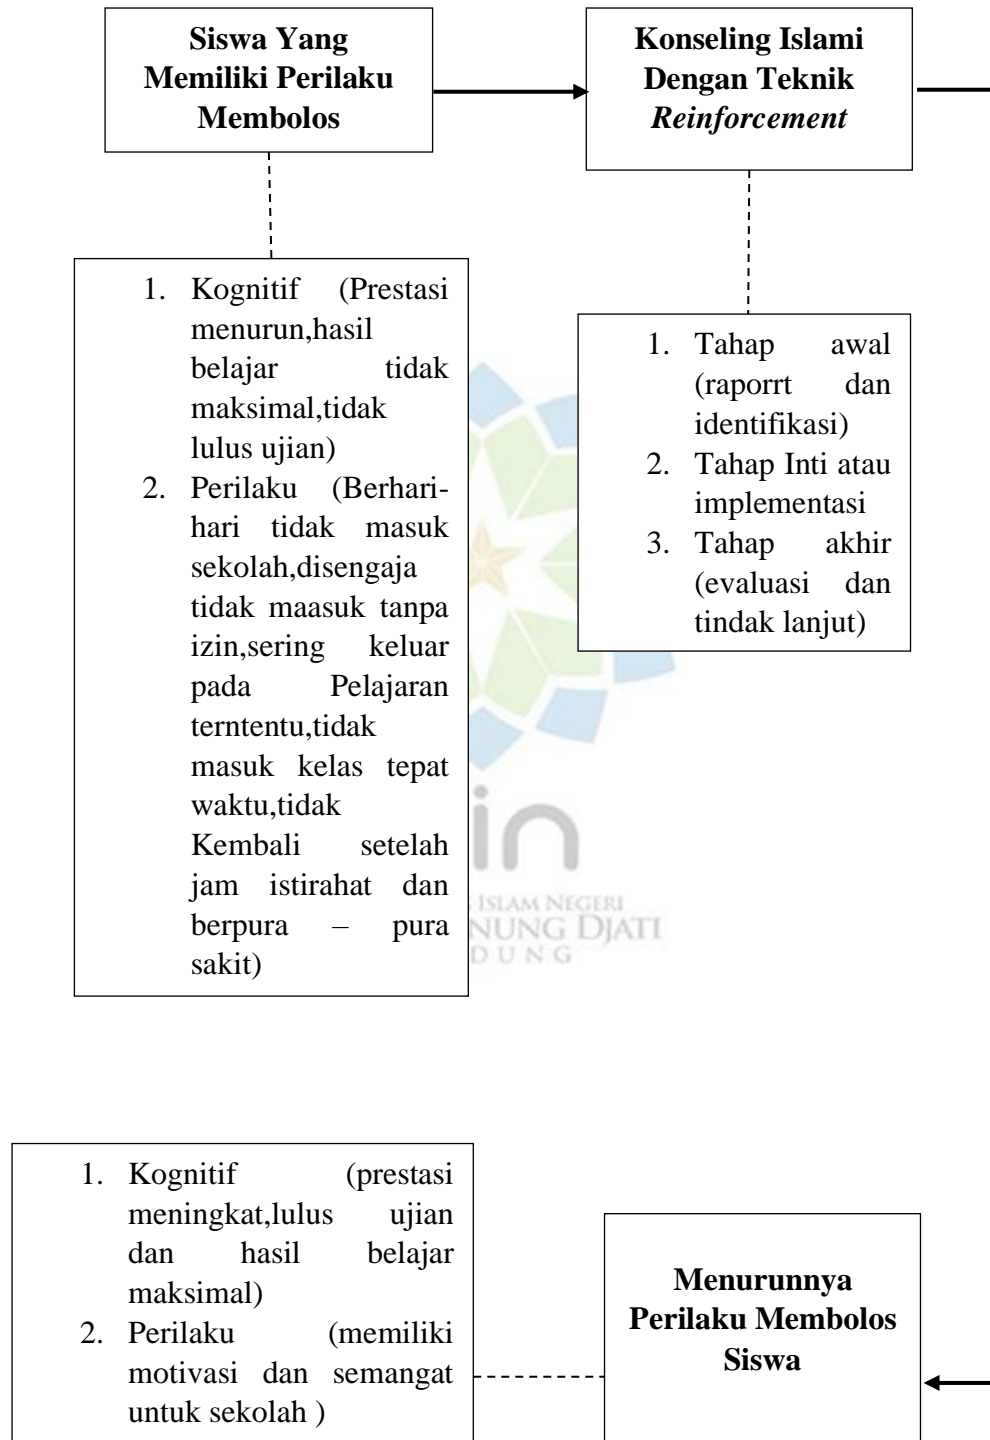 Siswa Yang
Memiliki Perilaku
Membolos
Konseling Islami
Dengan Teknik
Reinforcement
1. Kognitif (Prestasi
menurun,hasil
belajar tidak
maksimal,tidak
lulus ujian)
2. Perilaku (Berhari-
hari tidak masuk
sekolah,disengaja
tidak maasuk tanpa
izin,sering keluar
pada Pelajaran
terntentu,tidak
masuk kelas tepat
waktu,tidak
Kembali setelah
jam istirahat dan
berpura – pura
sakit)
1. Tahap awal
(raporrt dan
identifikasi)
2. Tahap Inti atau
implementasi
3. Tahap akhir
(evaluasi dan
tindak lanjut)
in
ISLAM NEGERI
NUNG DJATI
DUNG
1. Kognitif (prestasi
meningkat,lulus ujian
dan hasil belajar
maksimal)
2. Perilaku (memiliki
motivasi dan semangat
untuk sekolah )
Menurunnya
Perilaku Membolos
Siswa